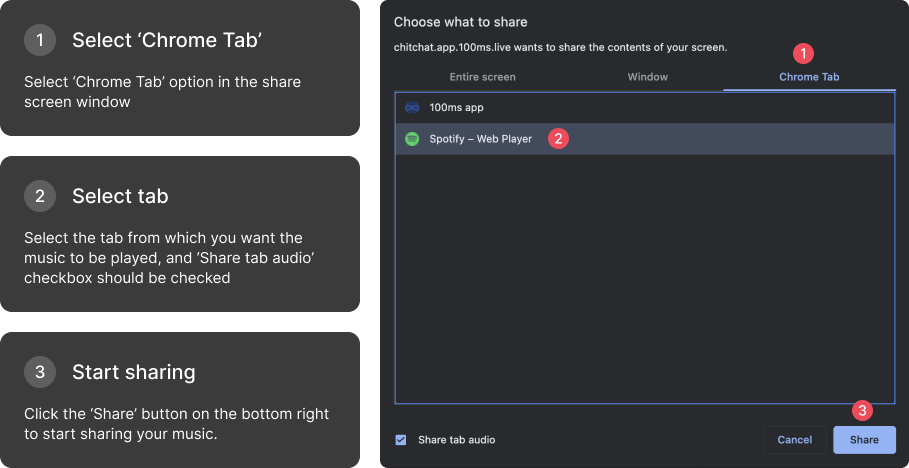 1 Select ‘Chrome Tab’
Select ‘Chrome Tab’ option in the share
screen window
2 Select tab
Select the tab from which you want the
music to be played, and ‘Share tab audio’
checkbox should be checked
3 Start sharing
Click the ‘Share’ button on the bottom right
to start sharing your music.
Choose what to share
chitchat.app.100ms.live wants to share the contents of your screen.
1
Entire screen Window Chrome Tab
100ms app
Spotify – Web Player 2
3
Share tab audio Cancel Share